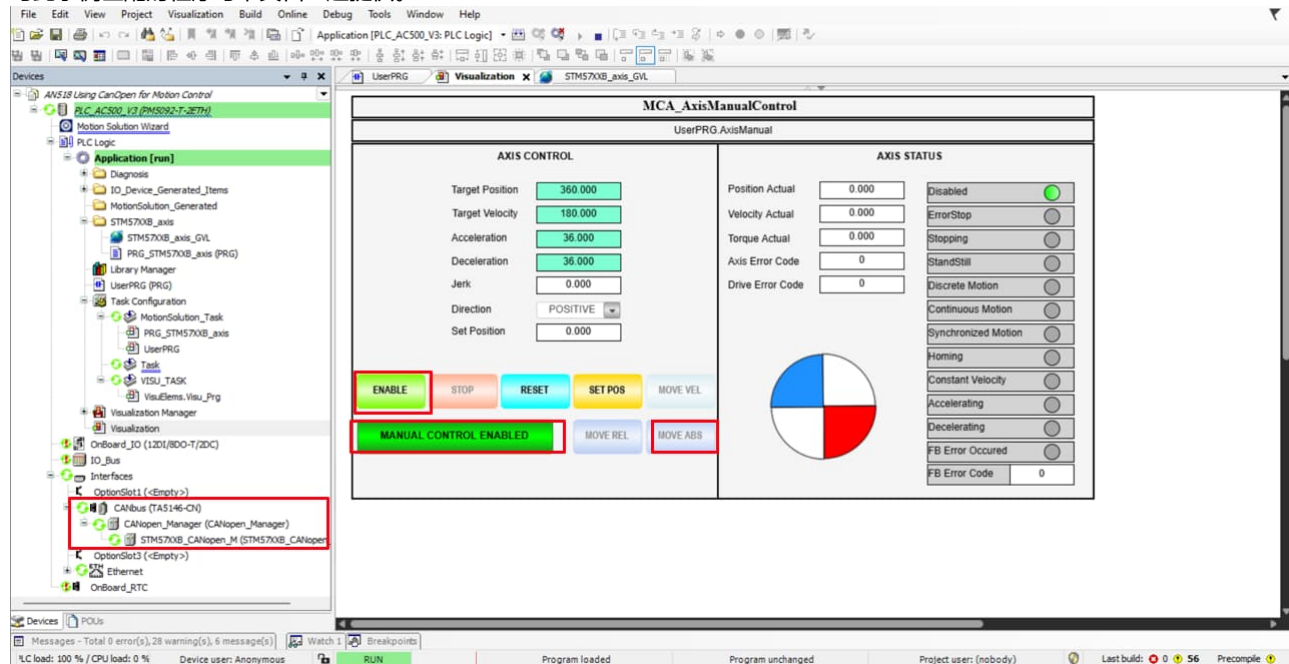 File Edit View Project Visualization Build Online Debug Tools Window Help
Application [PLC_AC500_V3: PLC Logic]
Devices
UserPRG
Visualization
STM57XXB_axis_GVL
AN518 Using CanOpen for Motion Control
PLC_AC500_V3 (PM5092-T-2ETH)
Motion Solution Wizard
PLC Logic
Application [run]
Diagnosis
IO_Device_Generated_Items
MotionSolution_Generated
STM57XXB_axis
STM57XXB_axis_GVL
PRG_STM57XXB_axis (PRG)
Library Manager
UserPRG (PRG)
Task Configuration
MotionSolution_Task
PRG_STM57XXB_axis
UserPRG
Task
VISU_TASK
VisuElems.Visu_Prg
Visualization Manager
Visualization
OnBoard_IO (12DI/8DO-T/2DC)
IO_Bus
Interfaces
OptionSlot1 (<Empty>)
CANbus (TA5146-CN)
CANopen_Manager (CANopen_Manager)
STM57XXB_CANopen_M (STM57XXB_CANopen
OptionSlot3 (<Empty>)
Ethernet
OnBoard_RTC
Devices POUs
MCA_AxisManualControl
UserPRG.AxisManual
AXIS CONTROL
Target Position 360.000
Target Velocity 180.000
Acceleration 36.000
Deceleration 36.000
Jerk 0.000
Direction POSITIVE
Set Position 0.000
ENABLE STOP RESET SET POS MOVE VEL
MANUAL CONTROL ENABLED MOVE REL MOVE ABS
AXIS STATUS
Position Actual 0.000
Velocity Actual 0.000
Torque Actual 0.000
Axis Error Code 0
Drive Error Code 0
Disabled
ErrorStop
Stopping
StandStill
Discrete Motion
Continuous Motion
Synchronized Motion
Homing
Constant Velocity
Accelerating
Decelerating
FB Error Occured
FB Error Code 0
Messages - Total 0 error(s), 28 warning(s), 6 message(s) Watch 1 Breakpoints
PLC load: 100 % / CPU load: 0 % Device user: Anonymous RUN Program loaded Program unchanged Project user: (nobody) Last build: 0 56 Precompile